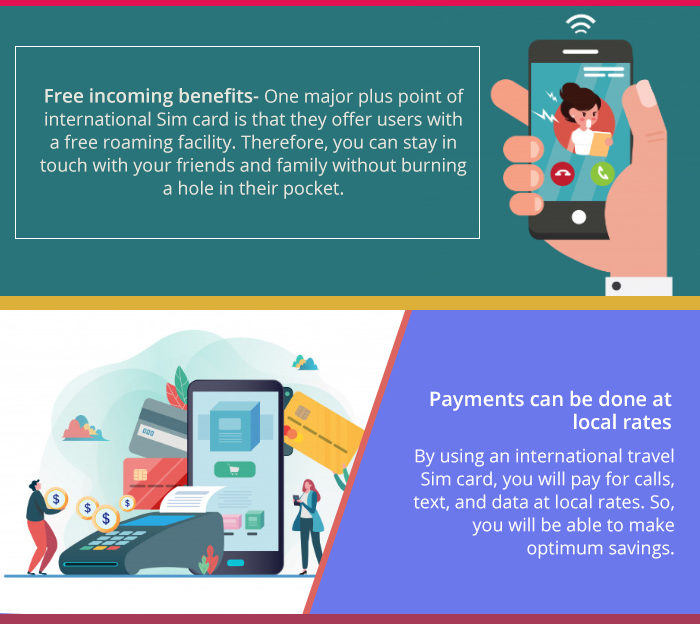 Free incoming benefits- One major plus point of
international Sim card is that they offer users with
a free roaming facility. Therefore, you can stay in
touch with your friends and family without burning
a hole in their pocket.
Payments can be done at
local rates
By using an international travel
Sim card, you will pay for calls,
text, and data at local rates. So,
you will be able to make
optimum savings.
$
$
$
$